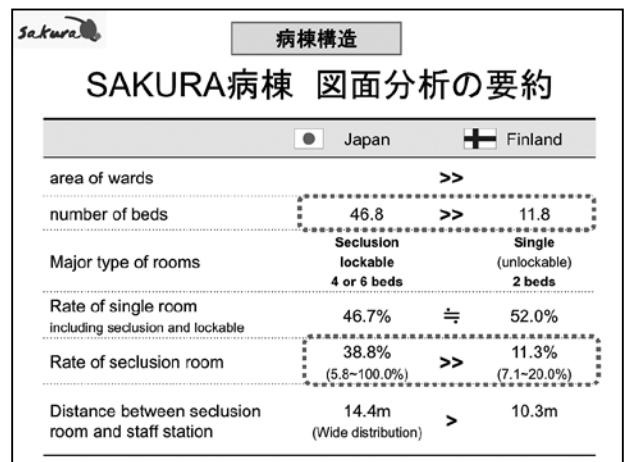 Sakura
病棟構造
SAKURA病棟 図面分析の要約
Japan Finland
area of wards >>
number of beds 46.8 >> 11.8
Major type of rooms
Seclusion
lockable
4 or 6 beds
Single
(unlockable)
2 beds
Rate of single room
including seclusion and lockable
46.7% ≒ 52.0%
Rate of seclusion room
38.8%
(5.8~100.0%)
>>
11.3%
(7.1~20.0%)
Distance between seclusion
room and staff station
14.4m
(Wide distribution)
>
10.3m